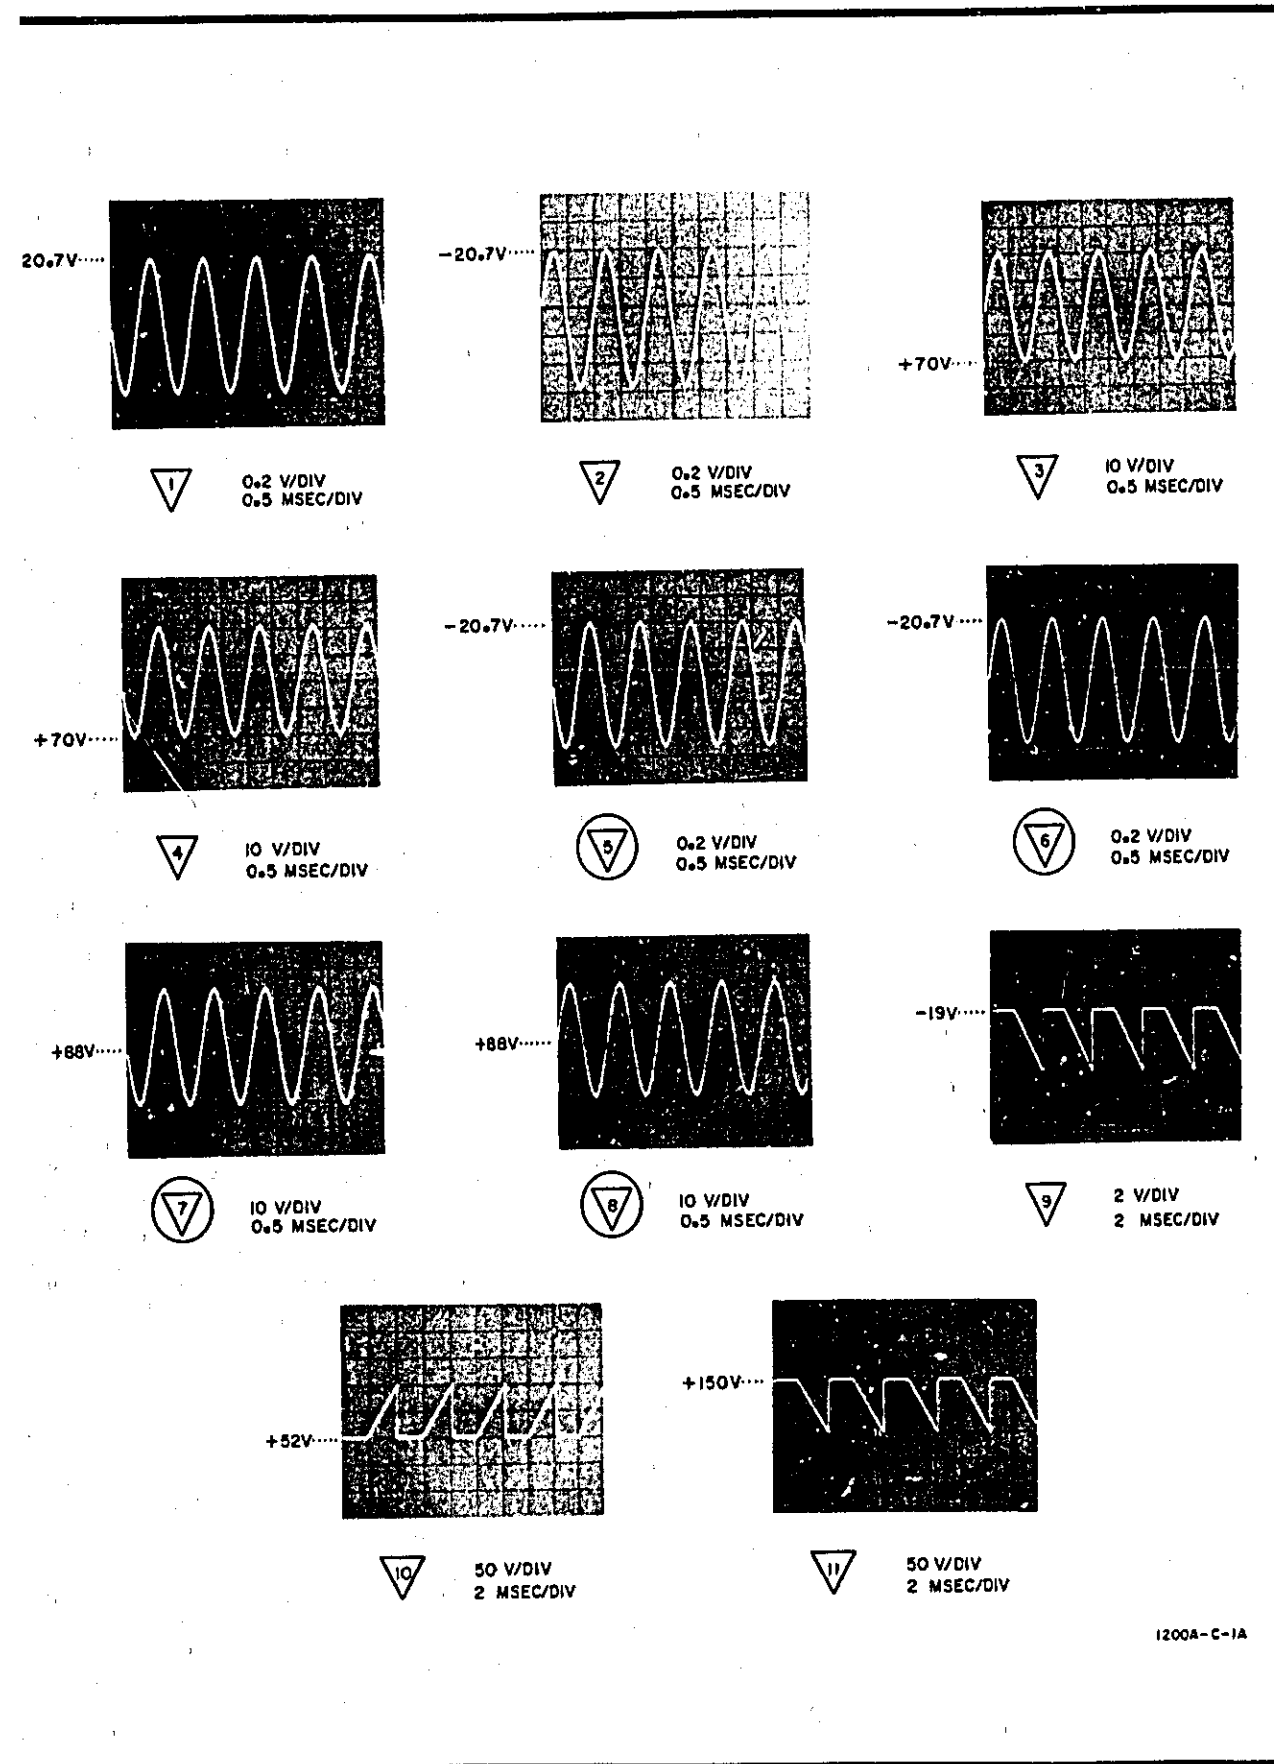 20.7V
-20.7V
+70V
1
0.2 V/DIV
0.5 MSEC/DIV
2
0.2 V/DIV
0.5 MSEC/DIV
3
10 V/DIV
0.5 MSEC/DIV
+70V
-20.7V
-20.7V
4
10 V/DIV
0.5 MSEC/DIV
5
0.2 V/DIV
0.5 MSEC/DIV
6
0.2 V/DIV
0.5 MSEC/DIV
+88V
+88V
-19V
7
10 V/DIV
0.5 MSEC/DIV
8
10 V/DIV
0.5 MSEC/DIV
9
2 V/DIV
2 MSEC/DIV
+52V
+150V
10
50 V/DIV
2 MSEC/DIV
11
50 V/DIV
2 MSEC/DIV
1200A-C-1A